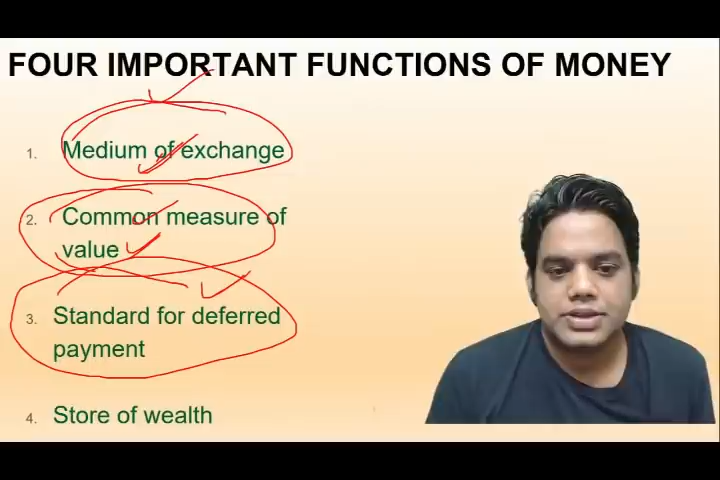 FOUR IMPORTANT FUNCTIONS OF MONEY
1. Medium of exchange
2. Common measure of
value
3. Standard for deferred
payment
4. Store of wealth